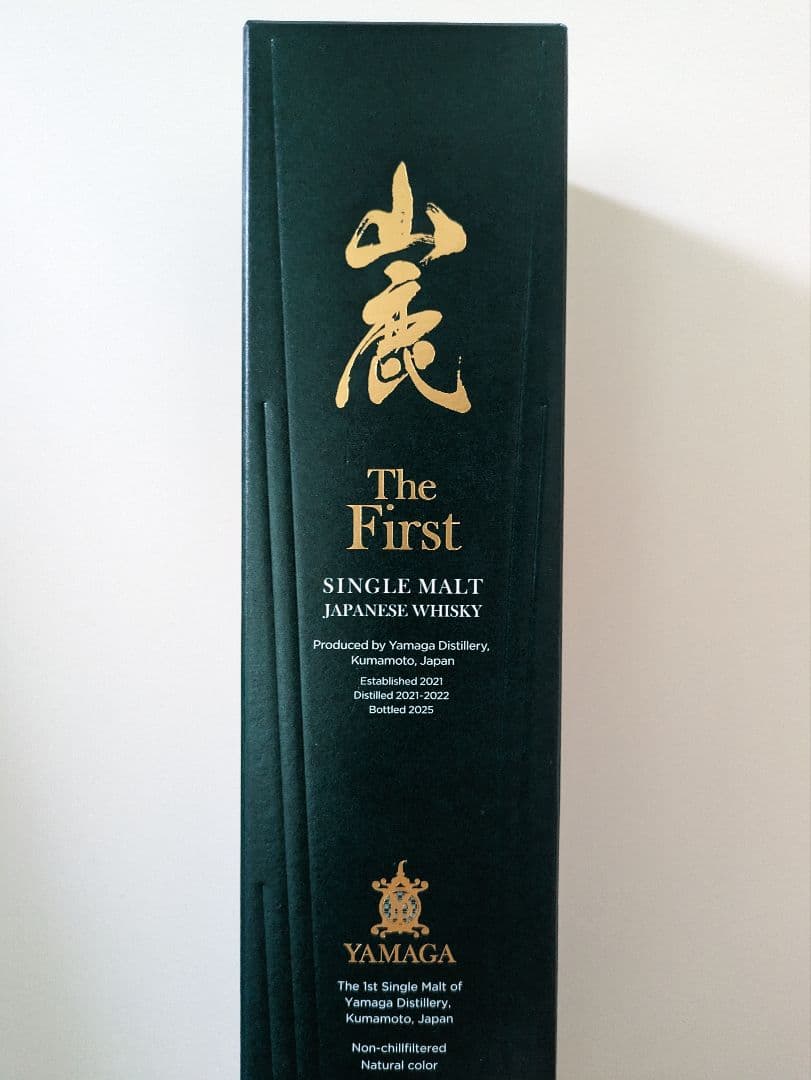 山鹿
The
First
SINGLE MALT
JAPANESE WHISKY
Produced by Yamaga Distillery,
Kumamoto, Japan
Established 2021
Distilled 2021-2022
Bottled 2025
YAMAGA
The 1st Single Malt of
Yamaga Distillery,
Kumamoto, Japan
Non-chillfiltered
Natural color